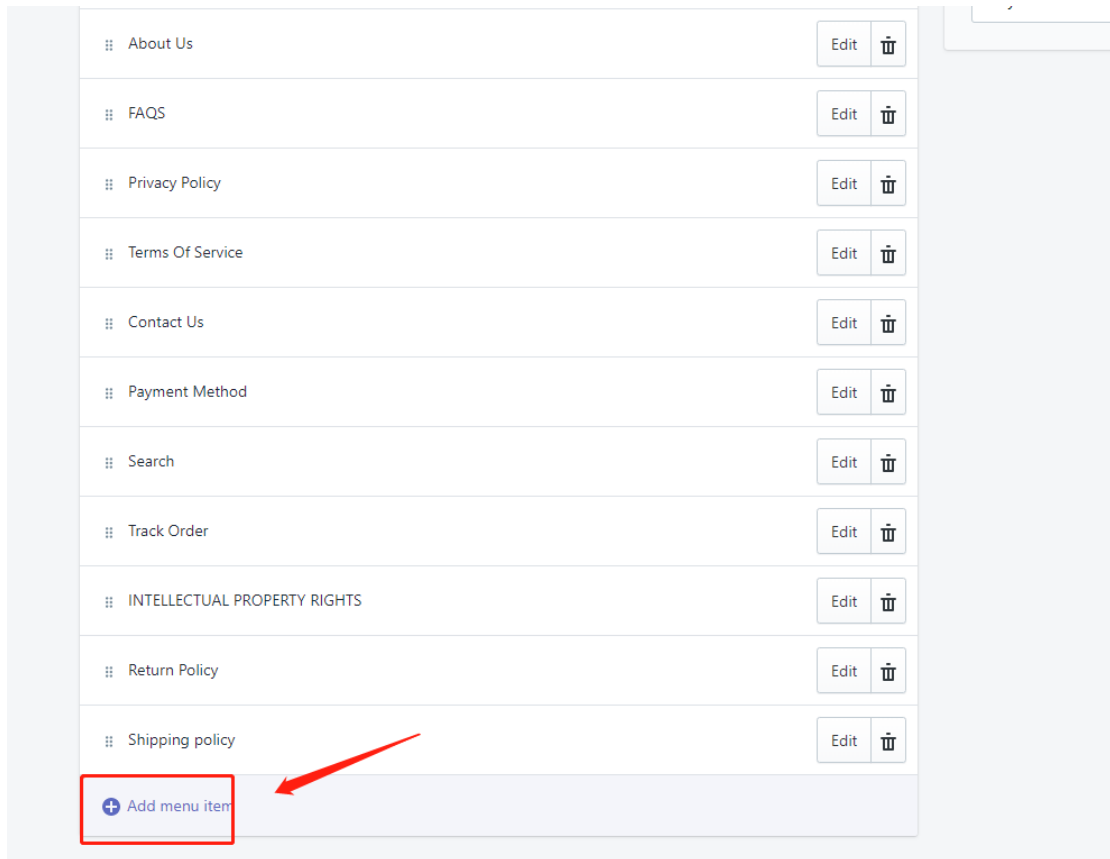 About Us Edit
FAQS Edit
Privacy Policy Edit
Terms Of Service Edit
Contact Us Edit
Payment Method Edit
Search Edit
Track Order Edit
INTELLECTUAL PROPERTY RIGHTS Edit
Return Policy Edit
Shipping policy Edit
Add menu item